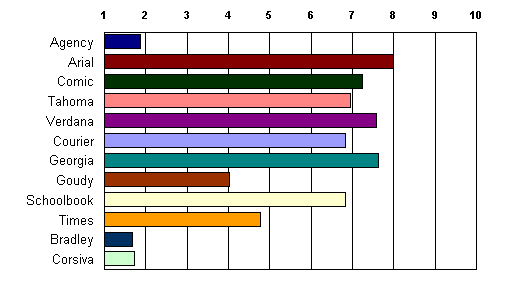 1 2 3 4 5 6 7 8 9 10
Agency
Arial
Comic
Tahoma
Verdana
Courier
Georgia
Goudy
Schoolbook
Times
Bradley
Corsiva